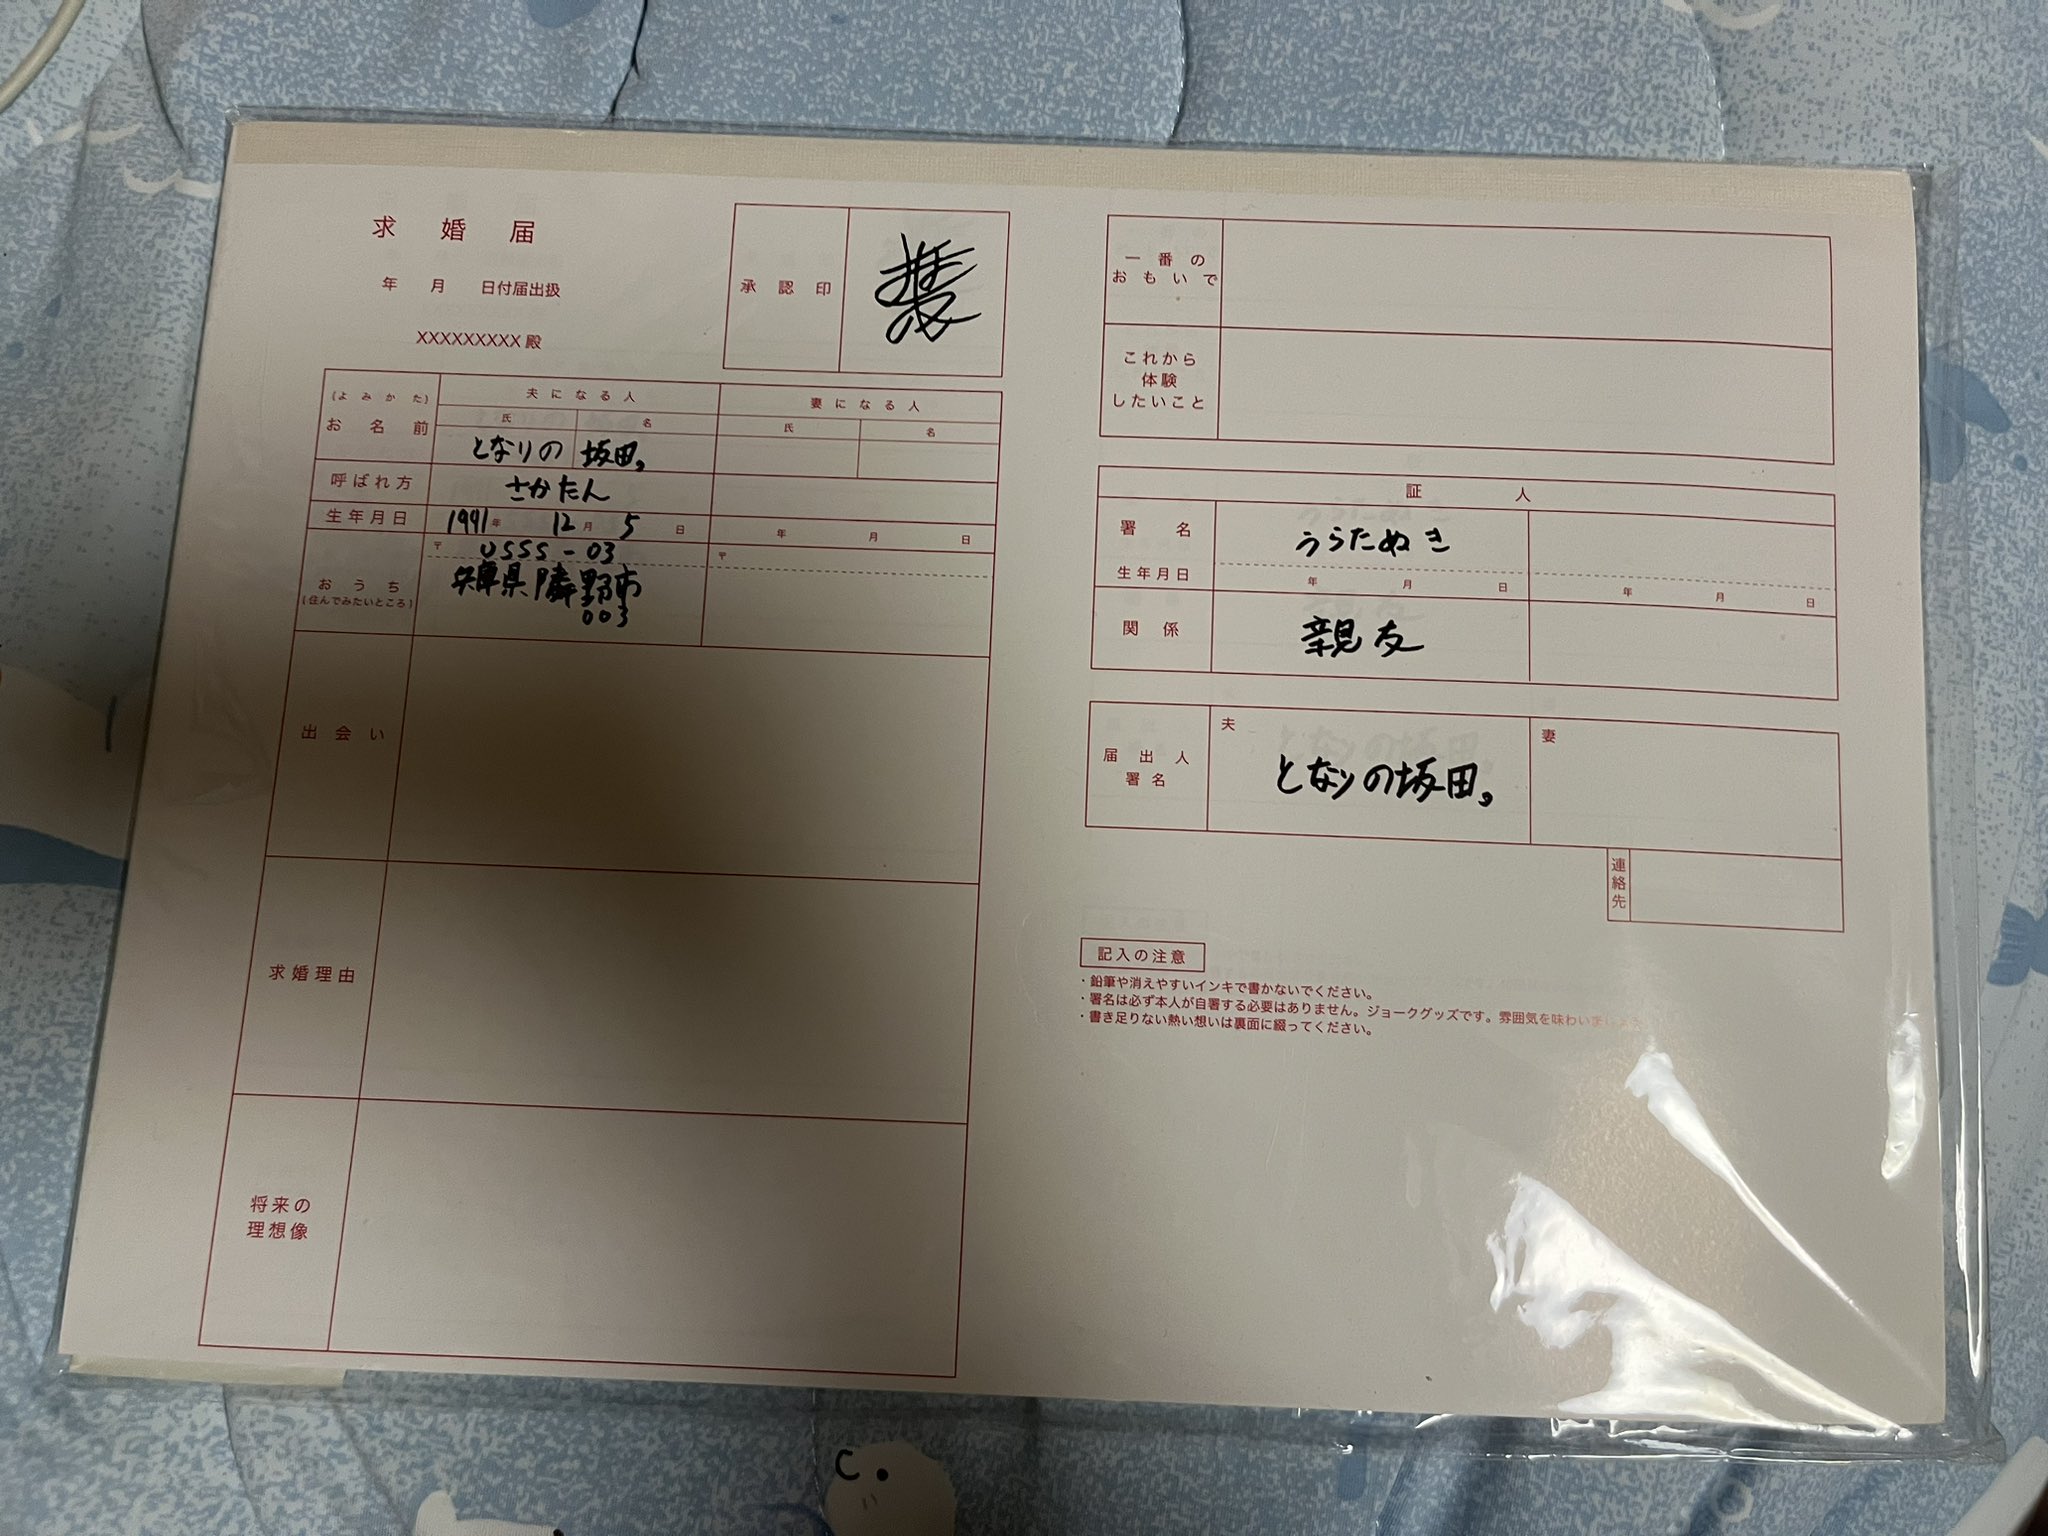 求婚届
年 月 日付届出扱
XXXXXXXXX 殿
承認印
(よみかた)
お名前
夫になる人
妻になる人
氏 名
氏 名
となりの 坂田。
呼ばれ方
さかたん
生年月日
1991年 12月 5日
年 月 日
おうち
(住んでみたいところ)
〒 USSS-03
兵庫県隣野市
003
〒
出会い
求婚理由
将来の
理想像
一番の
おもいで
これから
体験
したいこと
証人
署名
うらたぬき
生年月日
年 月 日
年 月 日
関係
親友
届出人
署名
夫
となりの坂田。
妻
連絡先
記入の注意
・鉛筆や消えやすいインキで書かないでください。
・署名は必ず本人が自署する必要はありません。ジョークグッズです。雰囲気を味わいましょう
・書き足りない熱い想いは裏面に綴ってください。